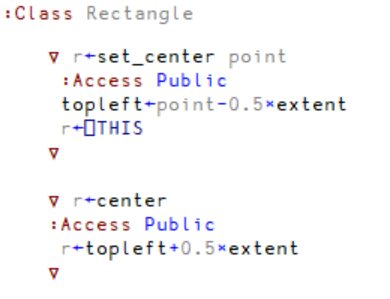 :Class Rectangle
∇ r←set_center point
:Access Public
topleft←point-0.5×extent
r←⎕THIS
∇
∇ r←center
:Access Public
r←topleft+0.5×extent
∇